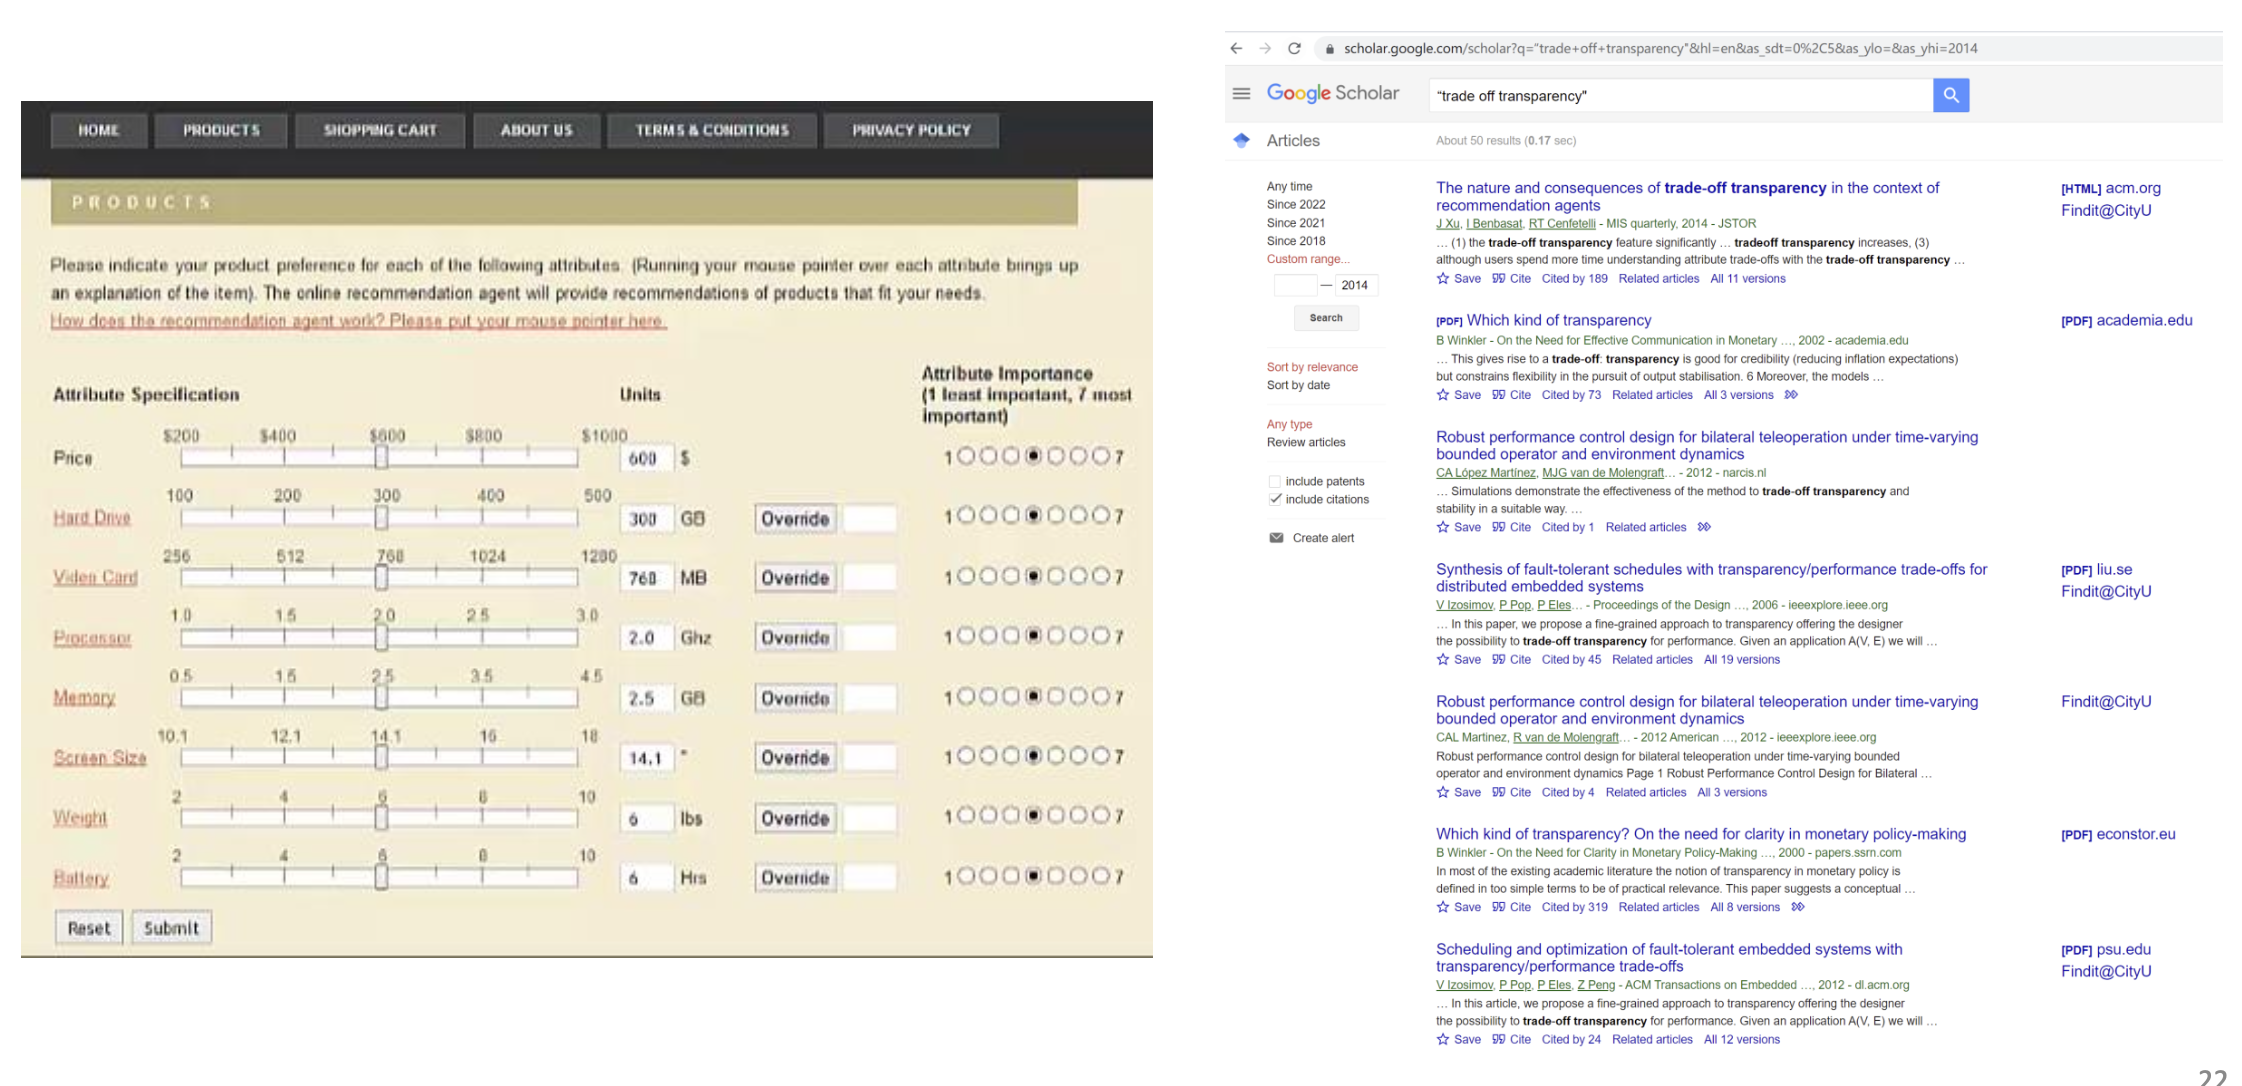 HOME PRODUCTS SHOPPING CART ABOUT US TERMS & CONDITIONS PRIVACY POLICY
PRODUCTS
Please indicate your product preference for each of the following attributes. (Running your mouse pointer over each attribute brings up
an explanation of the item). The online recommendation agent will provide recommendations of products that fit your needs.
How does the recommendation agent work? Please put your mouse pointer here.
Attribute Specification Units Attribute Importance
(1 least important, 7 most
important)
$200 $400 $600 $800 $1000
Price 600 $ 1 7
100 200 300 400 500
Hard Drive 300 GB Override 1 7
256 512 768 1024 1280
Video Card 768 MB Override 1 7
1.0 1.5 2.0 2.5 3.0
Processor 2.0 Ghz Override 1 7
0.5 1.5 2.5 3.5 4.5
Memory 2.5 GB Override 1 7
10.1 12.1 14.1 16 18
Screen Size 14.1 " Override 1 7
2 4 6 8 10
Weight 6 lbs Override 1 7
2 4 6 8 10
Battery 6 Hrs Override 1 7
Reset Submit
scholar.google.com/scholar?q="trade+off+transparency"&hl=en&as_sdt=0%2C5&as_ylo=&as_yhi=2014
Google Scholar
"trade off transparency"
Articles
About 50 results (0.17 sec)
Any time
Since 2022
Since 2021
Since 2018
Custom range...
— 2014
Search
Sort by relevance
Sort by date
Any type
Review articles
include patents
include citations
Create alert
The nature and consequences of trade-off transparency in the context of
recommendation agents
J Xu, I Benbasat, RT Cenfetelli - MIS quarterly, 2014 - JSTOR
… (1) the trade-off transparency feature significantly … tradeoff transparency increases, (3)
although users spend more time understanding attribute trade-offs with the trade-off transparency …
Save Cite Cited by 189 Related articles All 11 versions
[HTML] acm.org
Findit@CityU
[PDF] Which kind of transparency
B Winkler - On the Need for Effective Communication in Monetary …, 2002 - academia.edu
… This gives rise to a trade-off: transparency is good for credibility (reducing inflation expectations)
but constrains flexibility in the pursuit of output stabilisation. 6 Moreover, the models …
Save Cite Cited by 73 Related articles All 3 versions
[PDF] academia.edu
Robust performance control design for bilateral teleoperation under time-varying
bounded operator and environment dynamics
CA López Martínez, MJG van de Molengraft… - 2012 - narcis.nl
… Simulations demonstrate the effectiveness of the method to trade-off transparency and
stability in a suitable way. …
Save Cite Cited by 1 Related articles
Synthesis of fault-tolerant schedules with transparency/performance trade-offs for
distributed embedded systems
V Izosimov, P Pop, P Eles… - Proceedings of the Design …, 2006 - ieeexplore.ieee.org
… In this paper, we propose a fine-grained approach to transparency offering the designer
the possibility to trade-off transparency for performance. Given an application A(V, E) we will …
Save Cite Cited by 45 Related articles All 19 versions
[PDF] liu.se
Findit@CityU
Robust performance control design for bilateral teleoperation under time-varying
bounded operator and environment dynamics
CAL Martinez, R van de Molengraft… - 2012 American …, 2012 - ieeexplore.ieee.org
Robust performance control design for bilateral teleoperation under time-varying bounded
operator and environment dynamics Page 1 Robust Performance Control Design for Bilateral …
Save Cite Cited by 4 Related articles All 3 versions
Findit@CityU
Which kind of transparency? On the need for clarity in monetary policy-making
B Winkler - On the Need for Clarity in Monetary Policy-Making …, 2000 - papers.ssrn.com
In most of the existing academic literature the notion of transparency in monetary policy is
defined in too simple terms to be of practical relevance. This paper suggests a conceptual …
Save Cite Cited by 319 Related articles All 8 versions
[PDF] econstor.eu
Scheduling and optimization of fault-tolerant embedded systems with
transparency/performance trade-offs
V Izosimov, P Pop, P Eles, Z Peng - ACM Transactions on Embedded …, 2012 - dl.acm.org
… In this article, we propose a fine-grained approach to transparency offering the designer
the possibility to trade-off transparency for performance. Given an application A(V, E) we will …
Save Cite Cited by 24 Related articles All 12 versions
[PDF] psu.edu
Findit@CityU
22